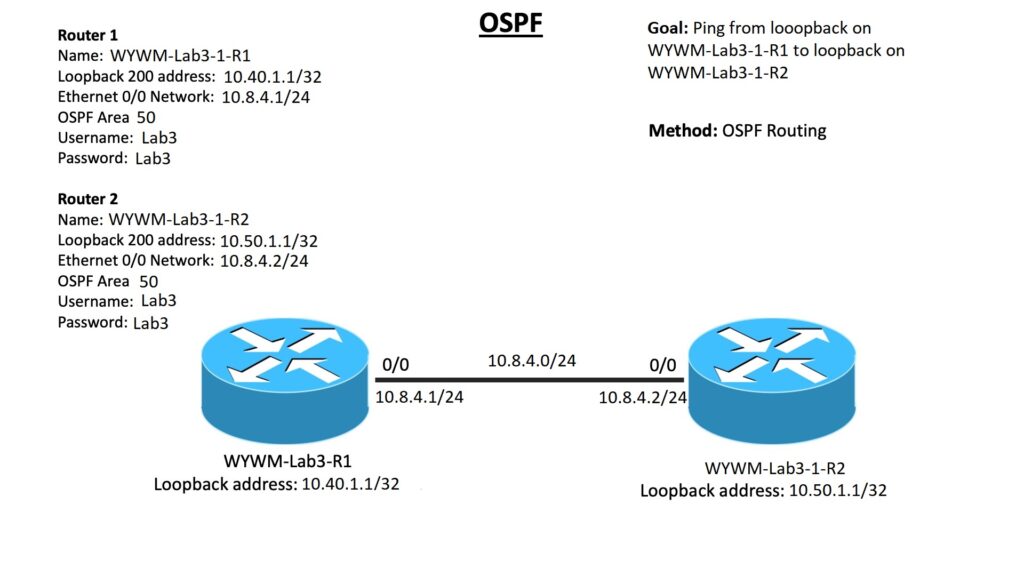 OSPF
Router 1
Name: WYWM-Lab3-1-R1
Loopback 200 address: 10.40.1.1/32
Ethernet 0/0 Network: 10.8.4.1/24
OSPF Area 50
Username: Lab3
Password: Lab3
Router 2
Name: WYWM-Lab3-1-R2
Loopback 200 address: 10.50.1.1/32
Ethernet 0/0 Network: 10.8.4.2/24
OSPF Area 50
Username: Lab3
Password: Lab3
Goal: Ping from looopback on
WYWM-Lab3-1-R1 to loopback on
WYWM-Lab3-1-R2
Method: OSPF Routing
0/0
10.8.4.0/24
0/0
10.8.4.1/24
10.8.4.2/24
WYWM-Lab3-R1
Loopback address: 10.40.1.1/32
WYWM-Lab3-1-R2
Loopback address: 10.50.1.1/32